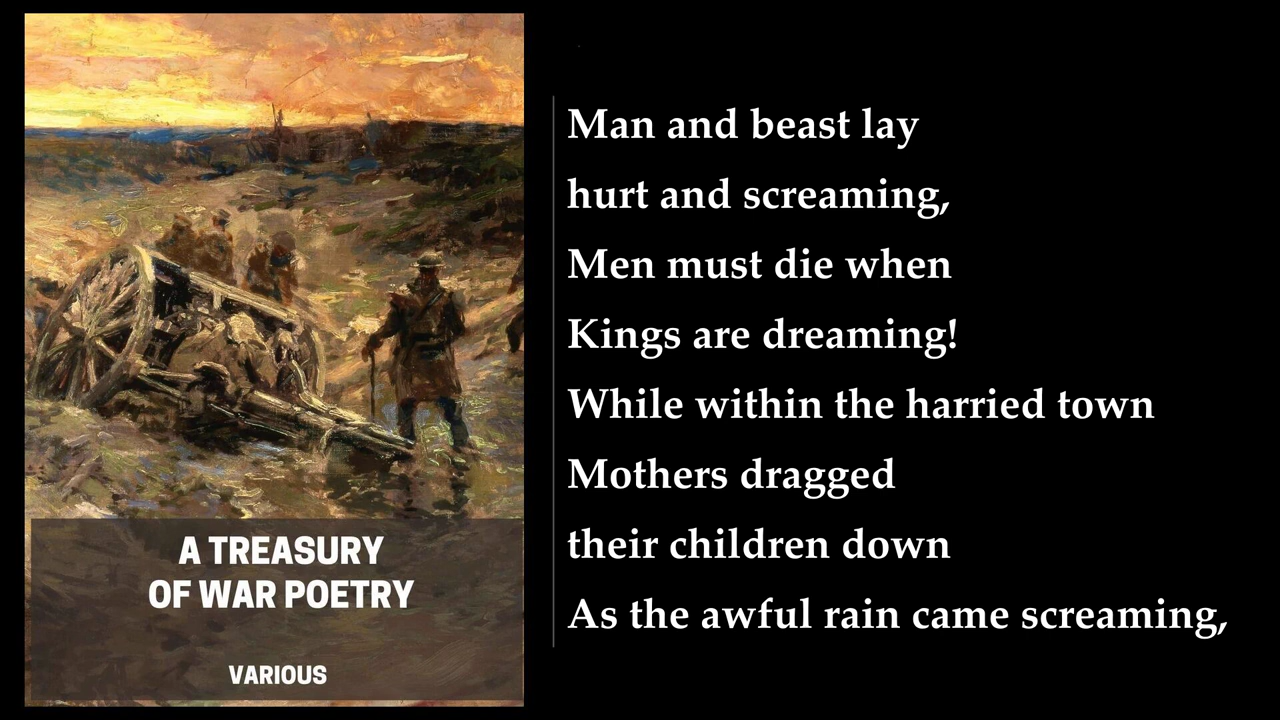 A TREASURY
OF WAR POETRY
VARIOUS
Man and beast lay
hurt and screaming,
Men must die when
Kings are dreaming!
While within the harried town
Mothers dragged
their children down
As the awful rain came screaming,